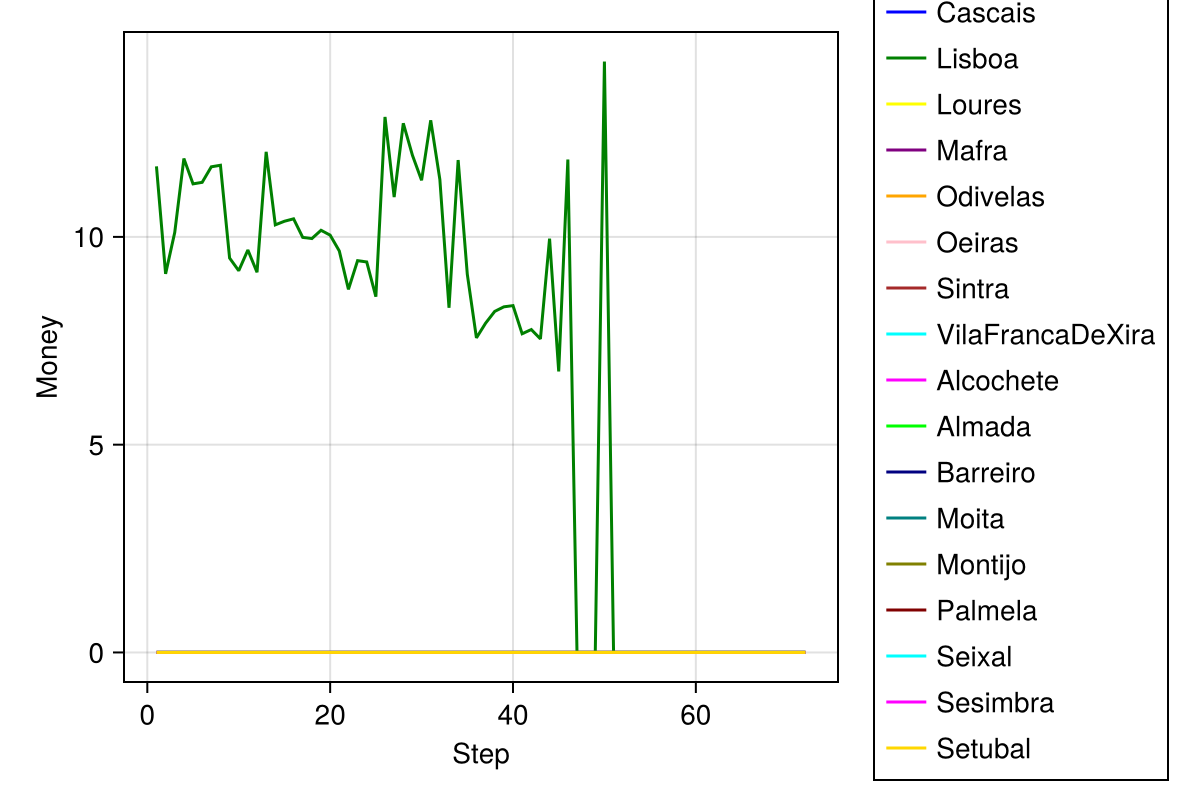 10
5
0
Money
0
20
40
60
Step
Cascais
Lisboa
Loures
Mafra
Odivelas
Oeiras
Sintra
VilaFrancaDeXira
Alcochete
Almada
Barreiro
Moita
Montijo
Palmela
Seixal
Sesimbra
Setubal